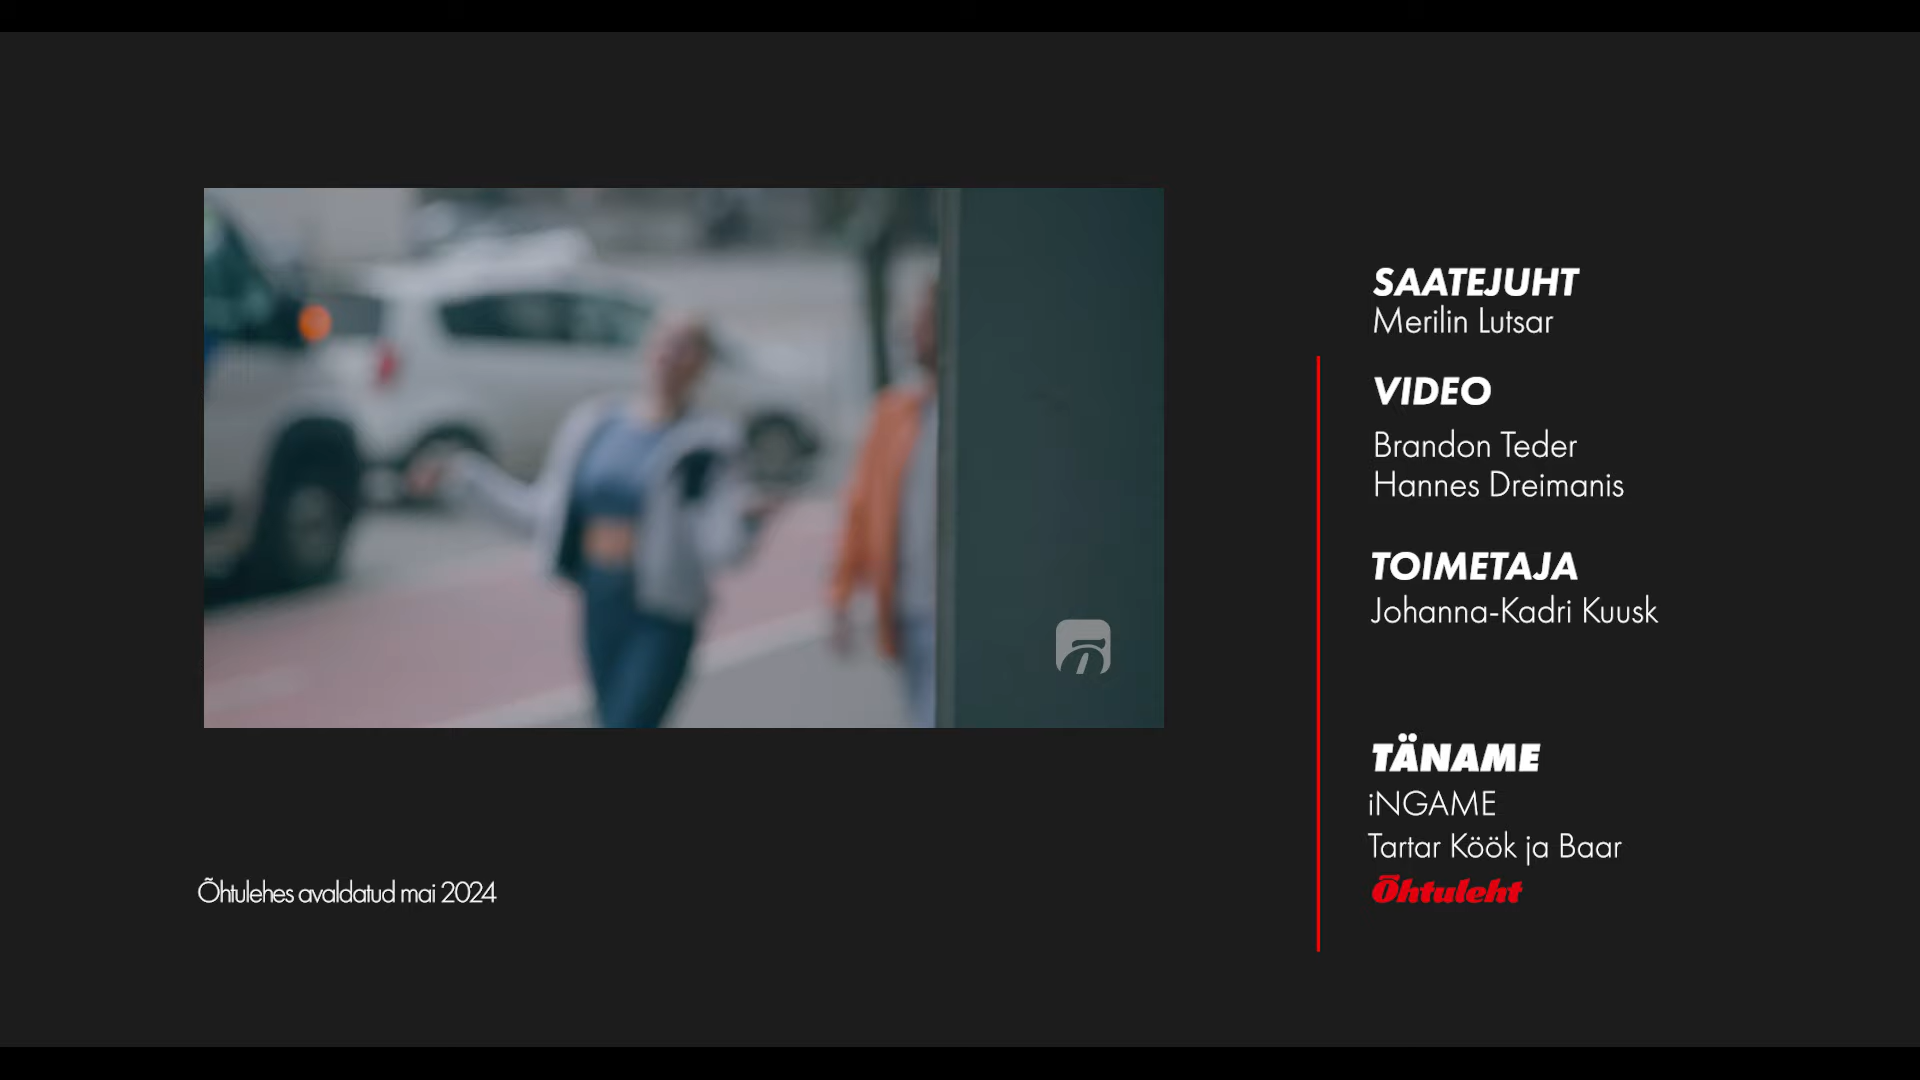 SAATEJUHT
Merilin Lutsar
VIDEO
Brandon Teder
Hannes Dreimanis
TOIMETAJA
Johanna-Kadri Kuusk
TÄNAME
iNGAME
Tartar Köök ja Baar
Õhtuleht
Õhtulehes avaldatud mai 2024